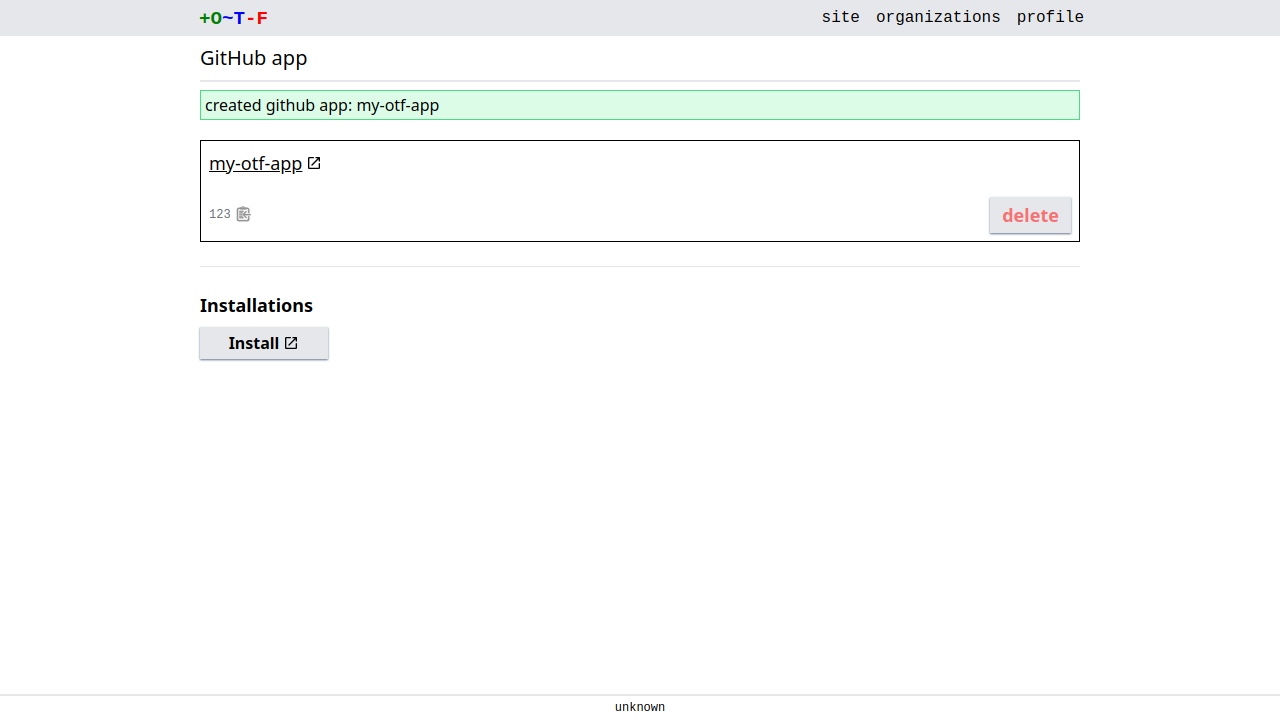 +O~T-F
site organizations profile
GitHub app
created github app: my-otf-app
my-otf-app
123
delete
Installations
Install
unknown